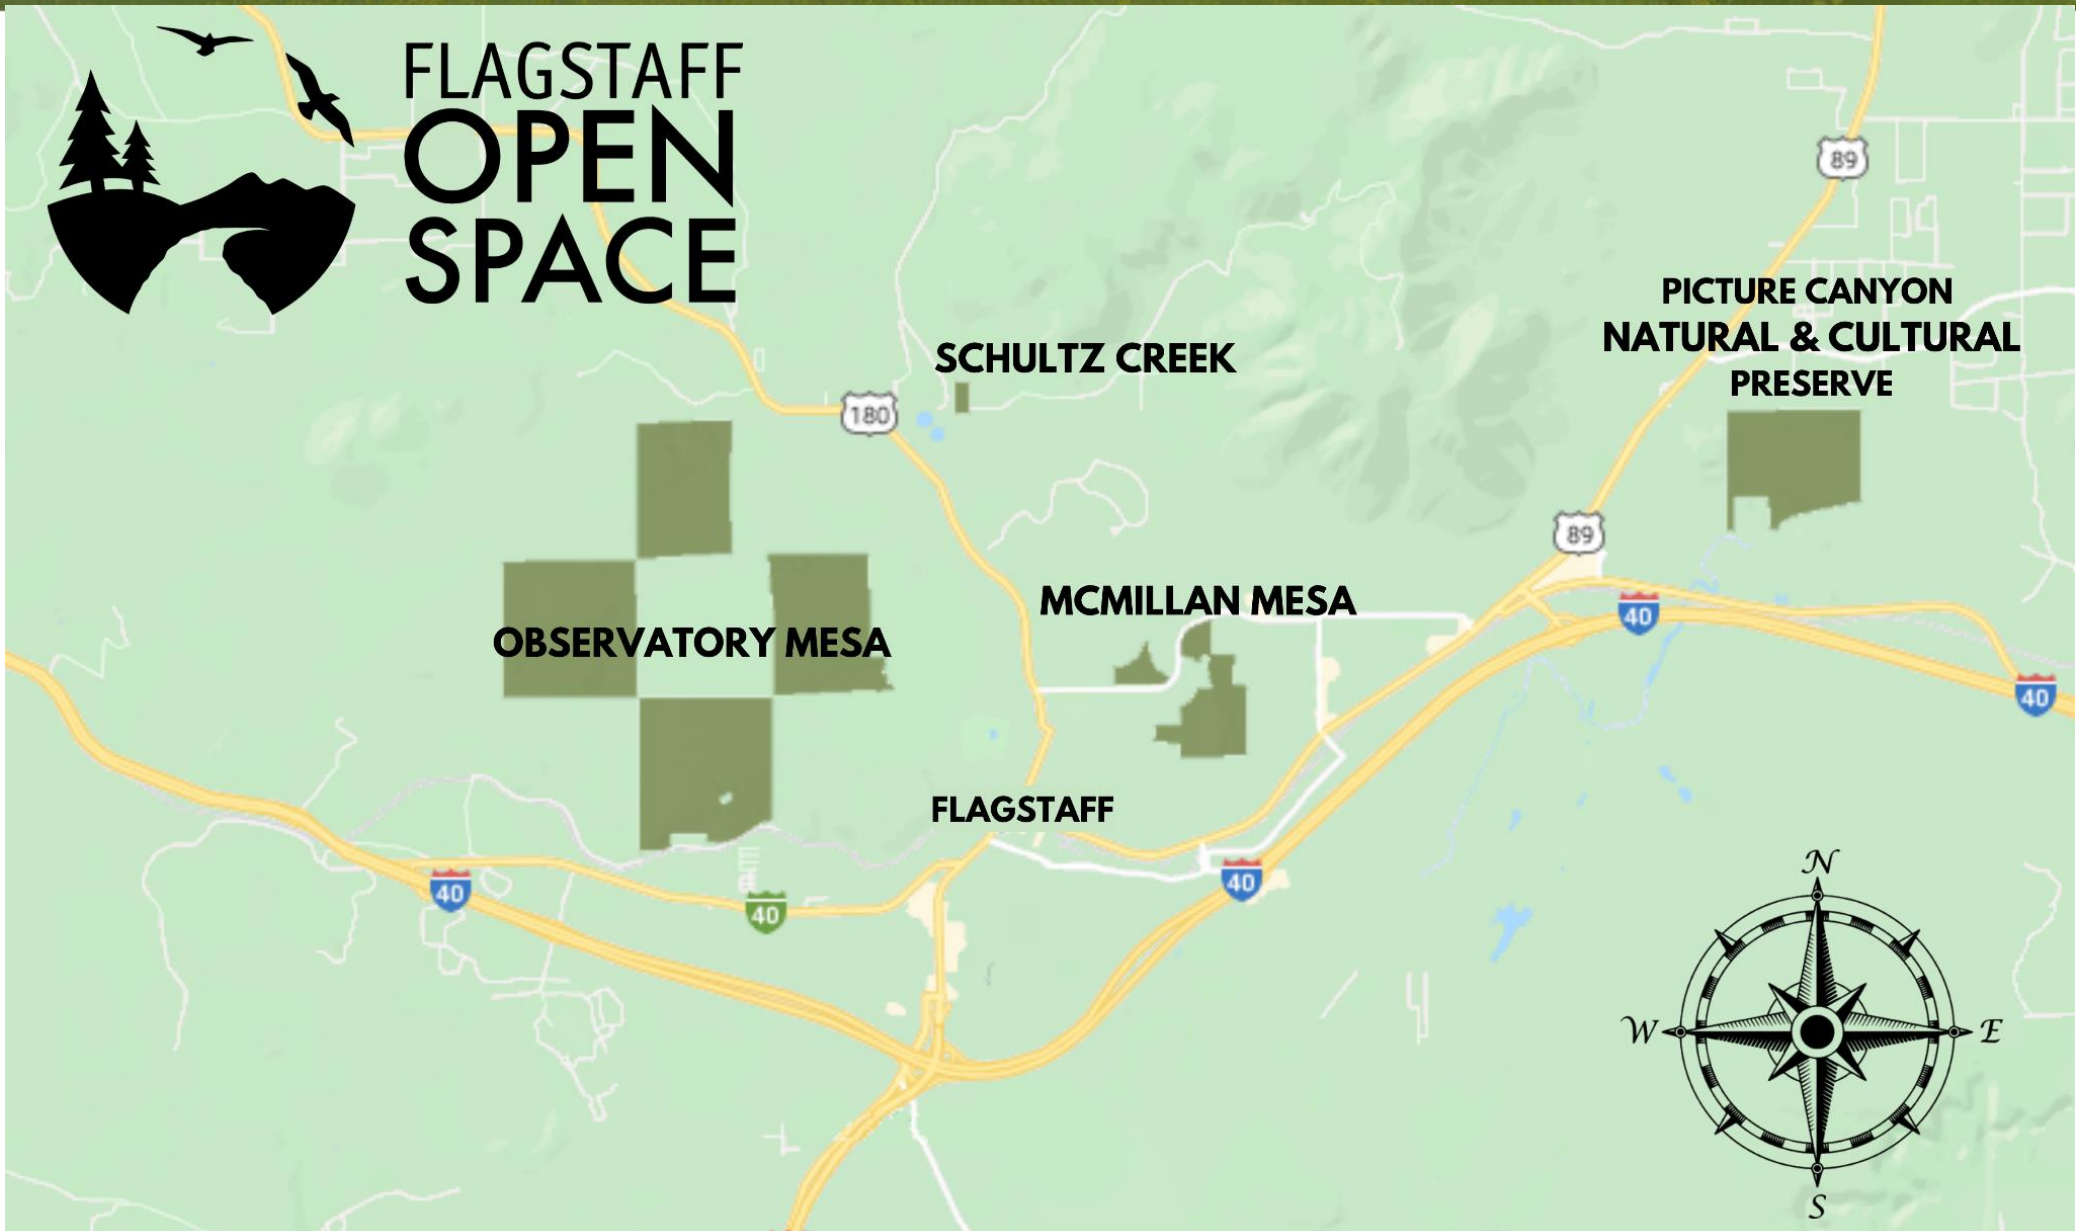 FLAGSTAFF
OPEN
SPACE
89
PICTURE CANYON
NATURAL & CULTURAL
PRESERVE
SCHULTZ CREEK
180
89
MCMILLAN MESA
40
OBSERVATORY MESA
40
FLAGSTAFF
40
40
40
N
W
E
S